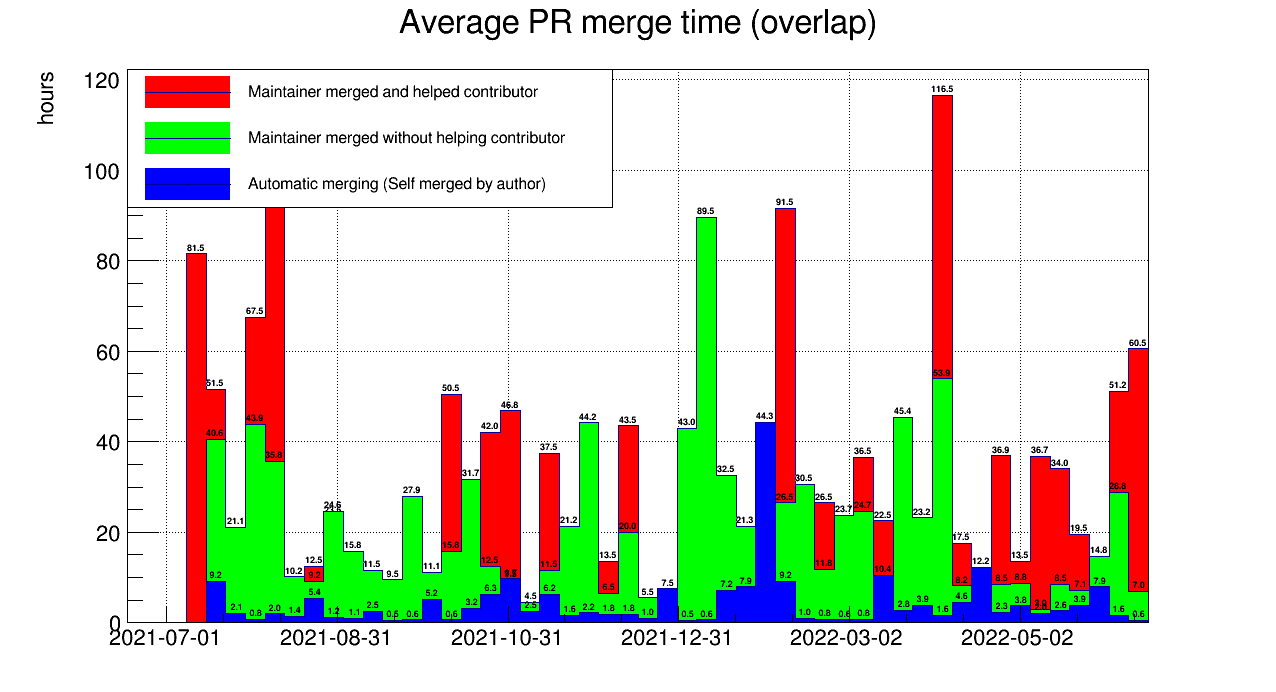 Average PR merge time (overlap)
hours
Maintainer merged and helped contributor
Maintainer merged without helping contributor
Automatic merging (Self merged by author)
120
100
80
60
40
20
0
116.5
91.5
89.5
81.5
67.5
60.5
53.9
51.5 50.5 51.2
46.8
43.9 45.4
44.2 43.5 43.0 44.3
42.0
40.6
37.5 36.5 36.9 36.7
35.8 34.0
31.7 32.5 30.5
27.9 26.5 26.5 28.8
24.6 23.7 24.7 23.2
21.1 21.2 20.0 21.3 22.5
19.5
15.8 15.8 17.5
12.5 11.5 12.5 13.5 12.2 13.5 14.8
10.2 9.2 9.5 11.1 11.5 11.8 10.4
9.2 8.2 8.5 8.8 8.5
5.4 5.2 6.3 6.2 6.5 7.5 7.2 7.9 9.2 7.1 7.9 7.0
4.5 5.5 4.6
2.1 0.8 2.0 1.4 1.2 1.1 2.5 0.6 0.6 3.2 2.5 1.6 2.2 1.8 1.8 1.0 0.5 0.6 1.0 0.8 0.6 0.8 2.8 3.9 1.6 2.3 3.8 2.6 3.9 1.6 0.6
2021-07-01 2021-08-31 2021-10-31 2021-12-31 2022-03-02 2022-05-02